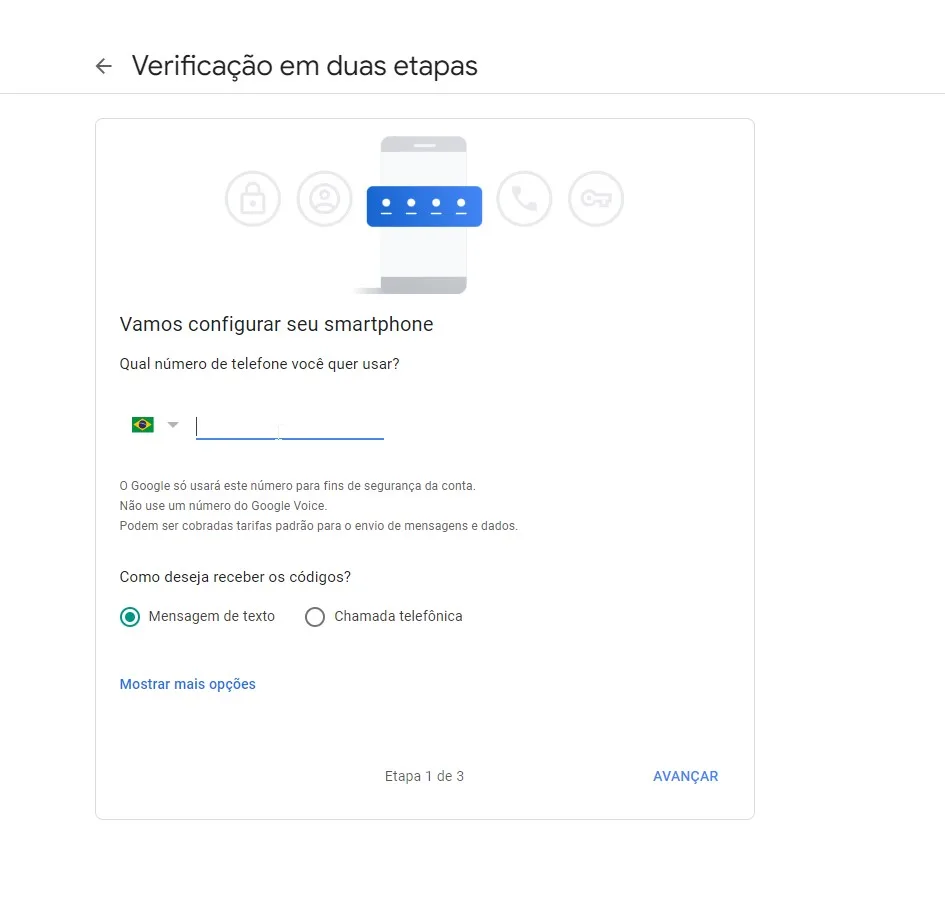 Verificação em duas etapas
Vamos configurar seu smartphone
Qual número de telefone você quer usar?
O Google só usará este número para fins de segurança da conta.
Não use um número do Google Voice.
Podem ser cobradas tarifas padrão para o envio de mensagens e dados.
Como deseja receber os códigos?
Mensagem de texto Chamada telefônica
Mostrar mais opções
Etapa 1 de 3 AVANÇAR